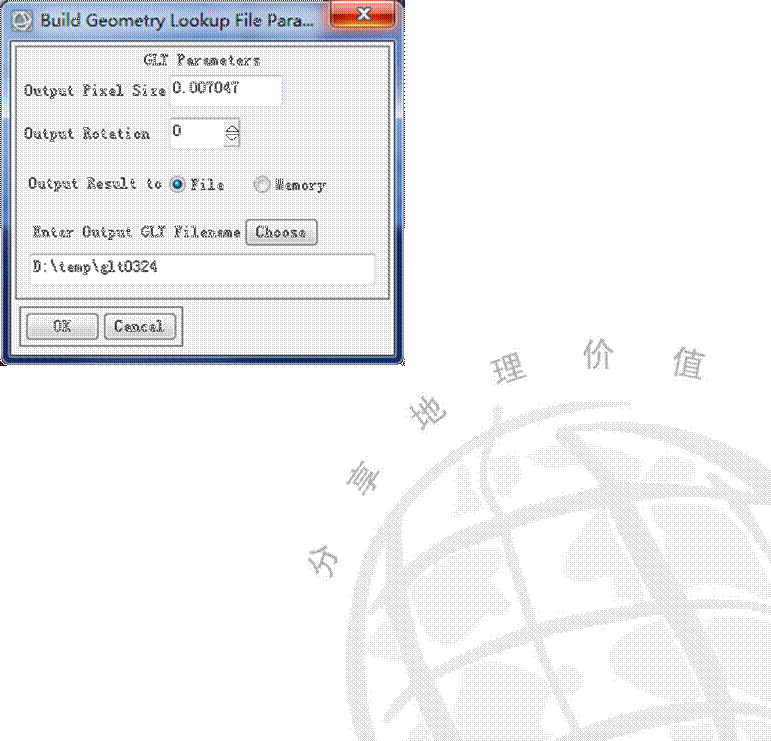 Build Geometry Lookup File Para...
GLT Parameters
Output Pixel Size 0.007047
Output Rotation 0
Output Result to File Memory
Enter Output GLT Filename Choose
D:\temp\glt0324
OK Cancel
分享地理价值